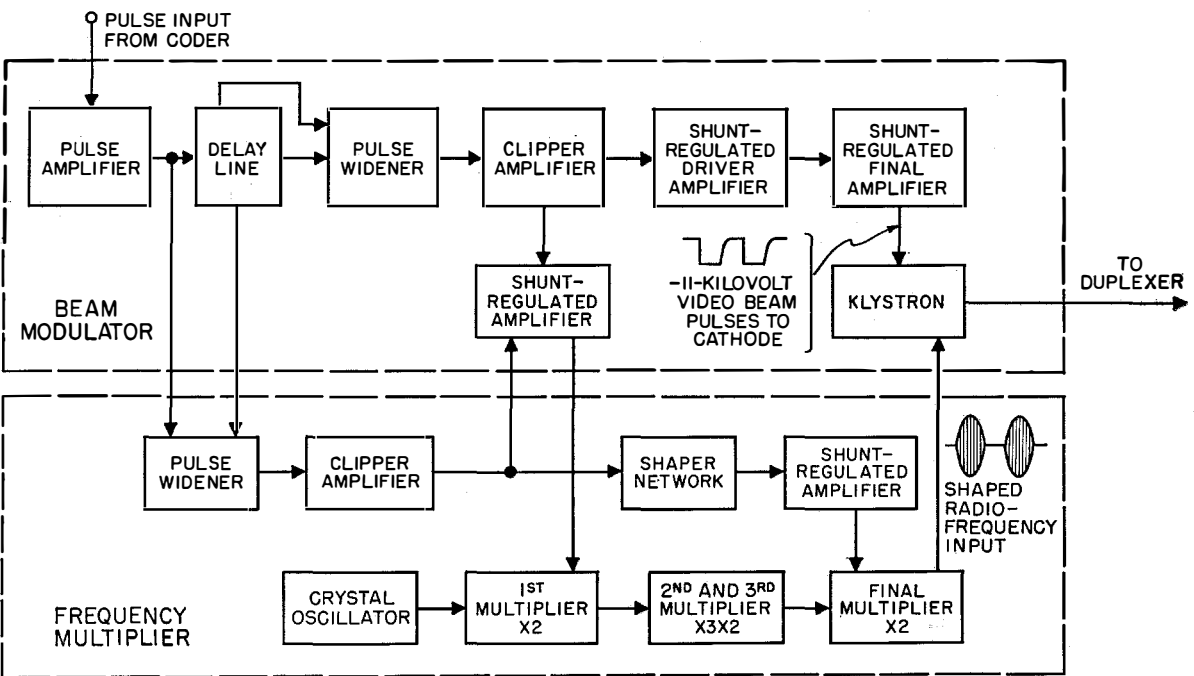 PULSE INPUT
FROM CODER
PULSE
AMPLIFIER
DELAY
LINE
PULSE
WIDENER
CLIPPER
AMPLIFIER
SHUNT-
REGULATED
DRIVER
AMPLIFIER
SHUNT-
REGULATED
FINAL
AMPLIFIER
BEAM
MODULATOR
SHUNT-
REGULATED
AMPLIFIER
-11-KILOVOLT
VIDEO BEAM
PULSES TO
CATHODE
KLYSTRON
TO
DUPLEXER
PULSE
WIDENER
CLIPPER
AMPLIFIER
SHAPER
NETWORK
SHUNT-
REGULATED
AMPLIFIER
SHAPED
RADIO-
FREQUENCY
INPUT
FREQUENCY
MULTIPLIER
CRYSTAL
OSCILLATOR
1ST
MULTIPLIER
X2
2ND AND 3RD
MULTIPLIER
X3X2
FINAL
MULTIPLIER
X2